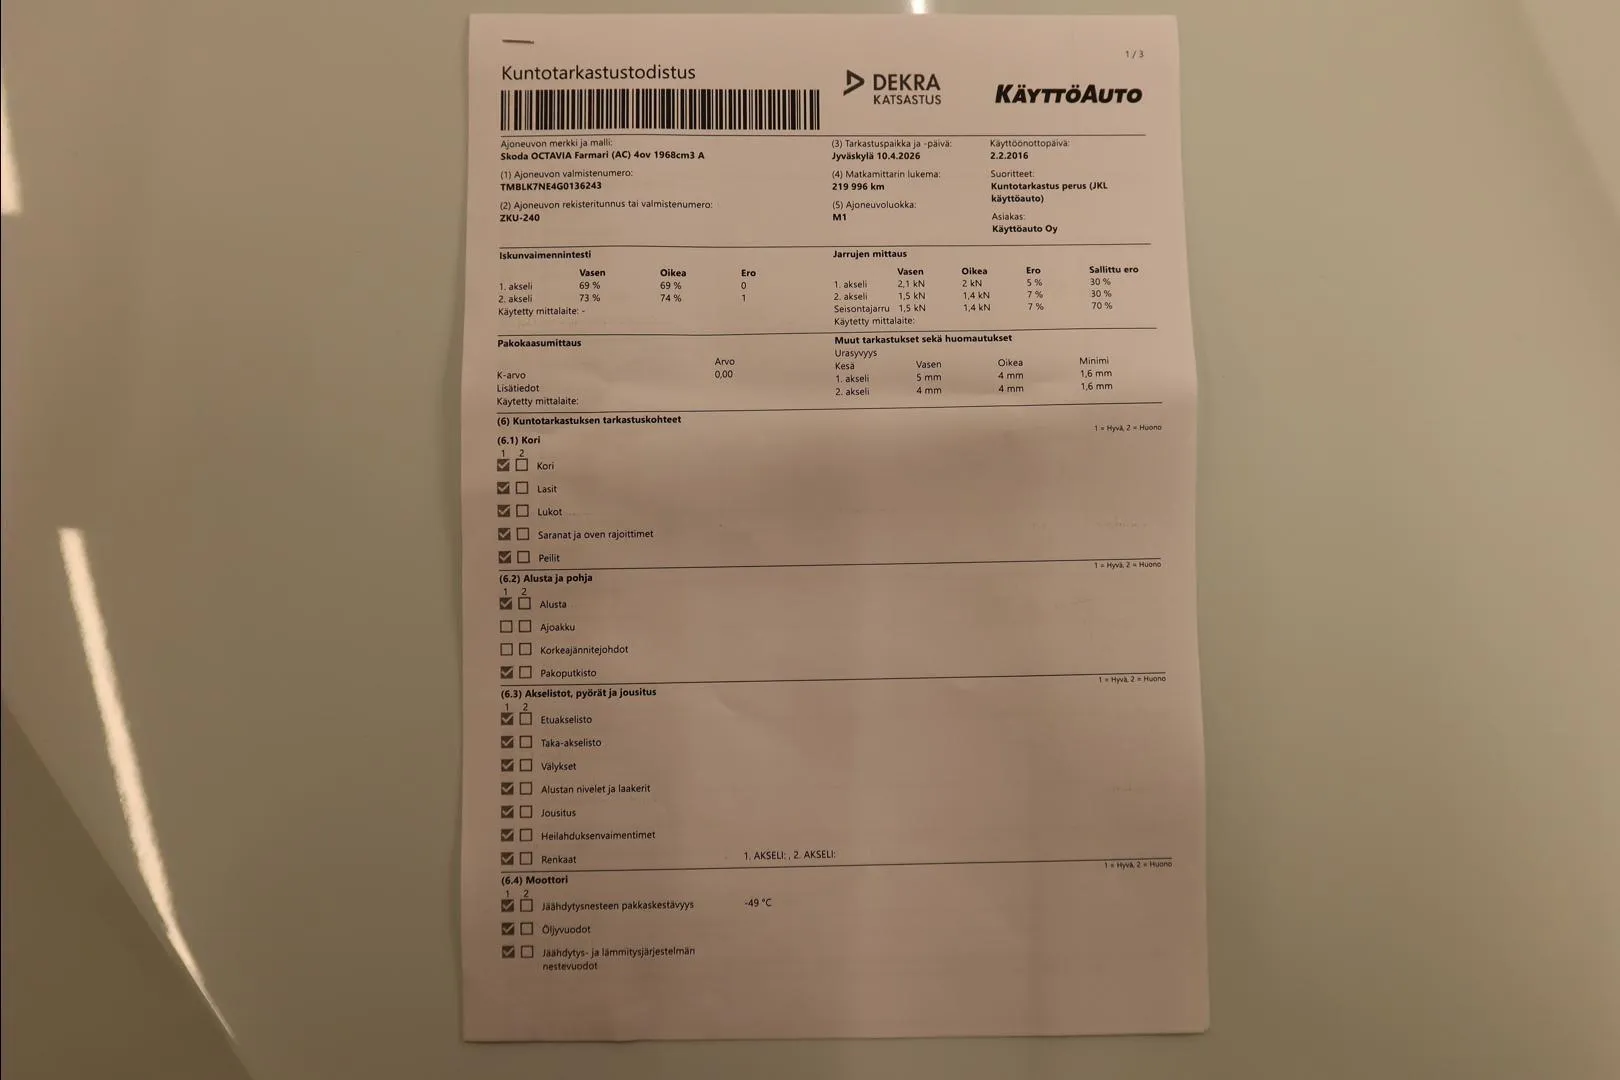 1 / 3
Kuntotarkastustodistus
DEKRA
KATSASTUS
KÄYTTÖAUTO
Ajoneuvon merkki ja malli:
Skoda OCTAVIA Farmari (AC) 4ov 1968cm3 A
(1) Ajoneuvon valmistenumero:
TMBLK7NE4G0136243
(2) Ajoneuvon rekisteritunnus tai valmistenumero:
ZKU-240
(3) Tarkastuspaikka ja -päivä:
Jyväskylä 10.4.2026
(4) Matkamittarin lukema:
219 996 km
(5) Ajoneuvoluokka:
M1
Käyttöönottopäivä:
2.2.2016
Suoritteet:
Kuntotarkastus perus (JKL
käyttöauto)
Asiakas:
Käyttöauto Oy
Iskunvaimennintesti
Vasen Oikea Ero
1. akseli 69 % 69 % 0
2. akseli 73 % 74 % 1
Käytetty mittalaite: -
Jarrujen mittaus
Vasen Oikea Ero Sallittu ero
1. akseli 2,1 kN 2 kN 5 % 30 %
2. akseli 1,5 kN 1,4 kN 7 % 30 %
Seisontajarru 1,5 kN 1,4 kN 7 % 70 %
Käytetty mittalaite:
Pakokaasumittaus
Arvo
K-arvo 0,00
Lisätiedot
Käytetty mittalaite:
Muut tarkastukset sekä huomautukset
Urasyvyys
Kesä Vasen Oikea Minimi
1. akseli 5 mm 4 mm 1,6 mm
2. akseli 4 mm 4 mm 1,6 mm
(6) Kuntotarkastuksen tarkastuskohteet
1 = Hyvä, 2 = Huono
(6.1) Kori
1 2
Kori
Lasit
Lukot
Saranat ja oven rajoittimet
Peilit
1 = Hyvä, 2 = Huono
(6.2) Alusta ja pohja
1 2
Alusta
Ajoakku
Korkeajännitejohdot
Pakoputkisto
1 = Hyvä, 2 = Huono
(6.3) Akselistot, pyörät ja jousitus
1 2
Etuakselisto
Taka-akselisto
Välykset
Alustan nivelet ja laakerit
Jousitus
Heilahduksenvaimentimet
Renkaat 1. AKSELI: , 2. AKSELI:
1 = Hyvä, 2 = Huono
(6.4) Moottori
1 2
Jäähdytysnesteen pakkaskestävyys -49 °C
Öljyvuodot
Jäähdytys- ja lämmitysjärjestelmän
nestevuodot